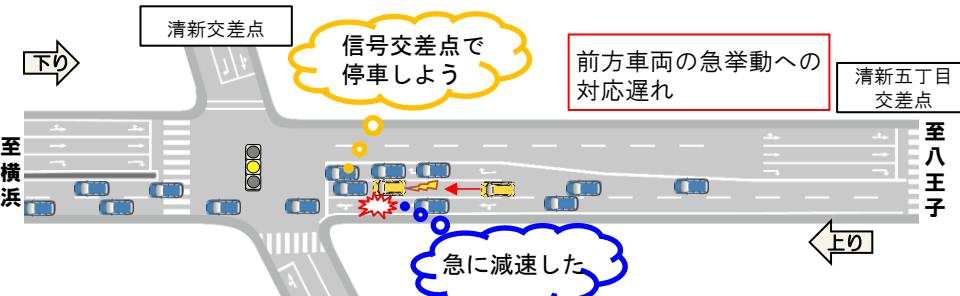 清新交差点
下り
信号交差点で
停車しよう
前方車両の急挙動への
対応遅れ
清新五丁目
交差点
至横浜
至八王子
上り
急に減速した